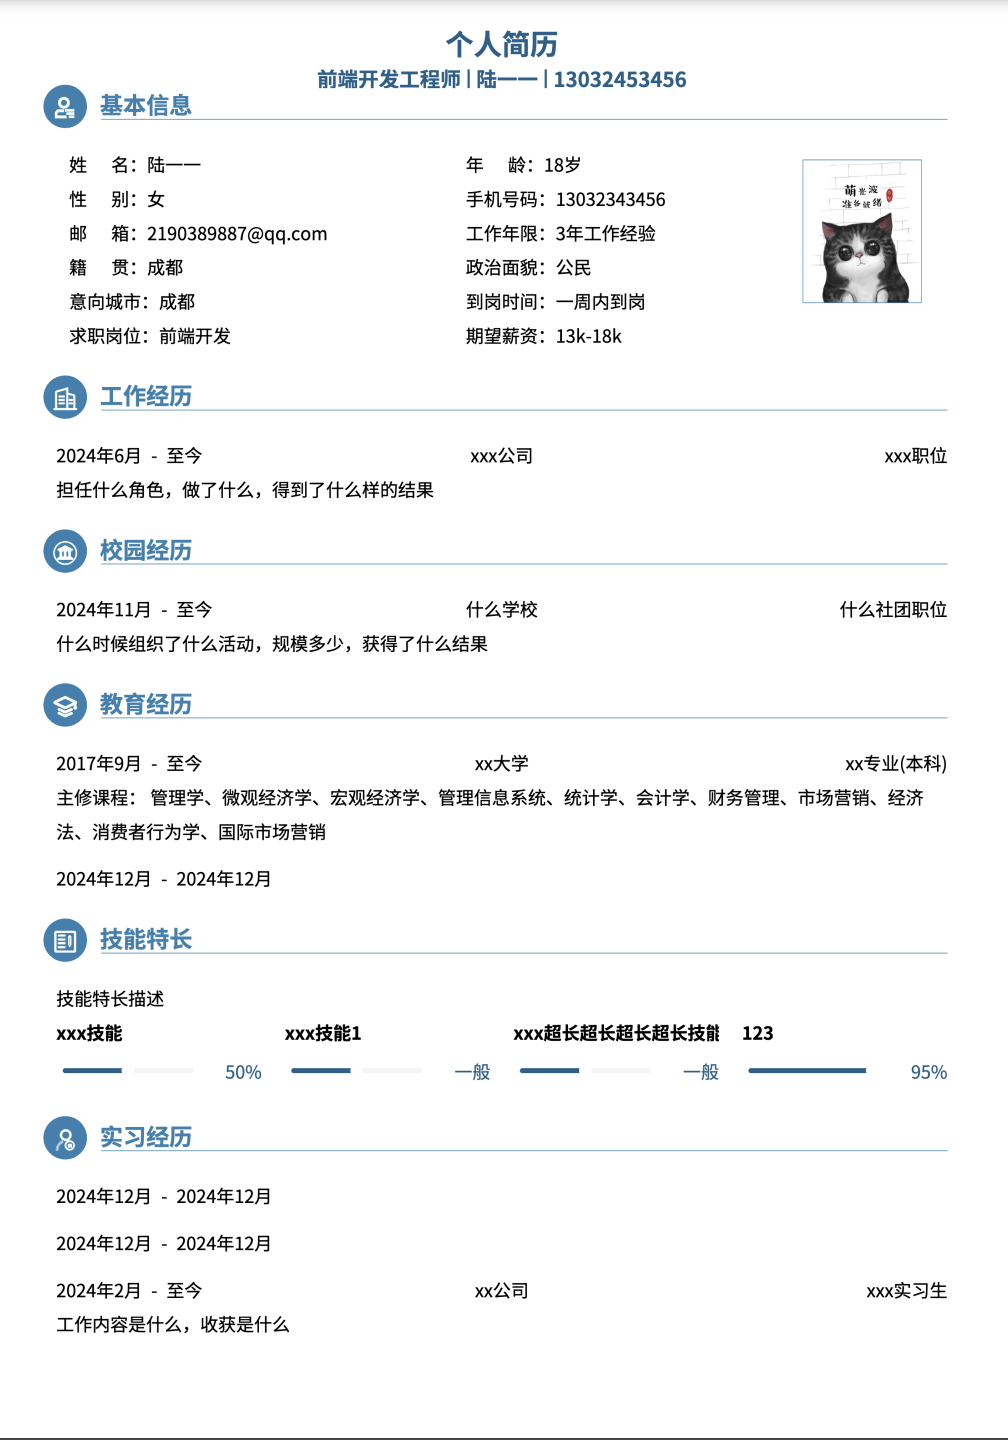 个人简历
前端开发工程师 | 陆一一 | 13032453456
基本信息
姓 名：陆一一 年 龄：18岁
性 别：女 手机号码：13032343456
邮 箱：2190389887@qq.com 工作年限：3年工作经验
籍 贯：成都 政治面貌：公民
意向城市：成都 到岗时间：一周内到岗
求职岗位：前端开发 期望薪资：13k-18k
工作经历
2024年6月 - 至今 xxx公司 xxx职位
担任什么角色，做了什么，得到了什么样的结果
校园经历
2024年11月 - 至今 什么学校 什么社团职位
什么时候组织了什么活动，规模多少，获得了什么结果
教育经历
2017年9月 - 至今 xx大学 xx专业(本科)
主修课程： 管理学、微观经济学、宏观经济学、管理信息系统、统计学、会计学、财务管理、市场营销、经济
法、消费者行为学、国际市场营销
2024年12月 - 2024年12月
技能特长
技能特长描述
xxx技能 xxx技能1 xxx超长超长超长超长技能 123
50% 一般 一般 95%
实习经历
2024年12月 - 2024年12月
2024年12月 - 2024年12月
2024年2月 - 至今 xx公司 xxx实习生
工作内容是什么，收获是什么